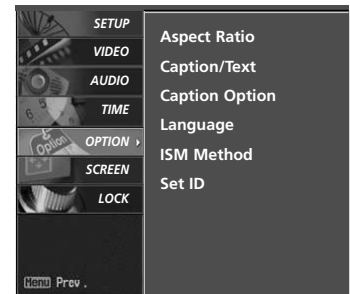 SETUP
VIDEO
AUDIO
TIME
OPTION
SCREEN
LOCK
Menu Prev.
Aspect Ratio
Caption/Text
Caption Option
Language
ISM Method
Set ID